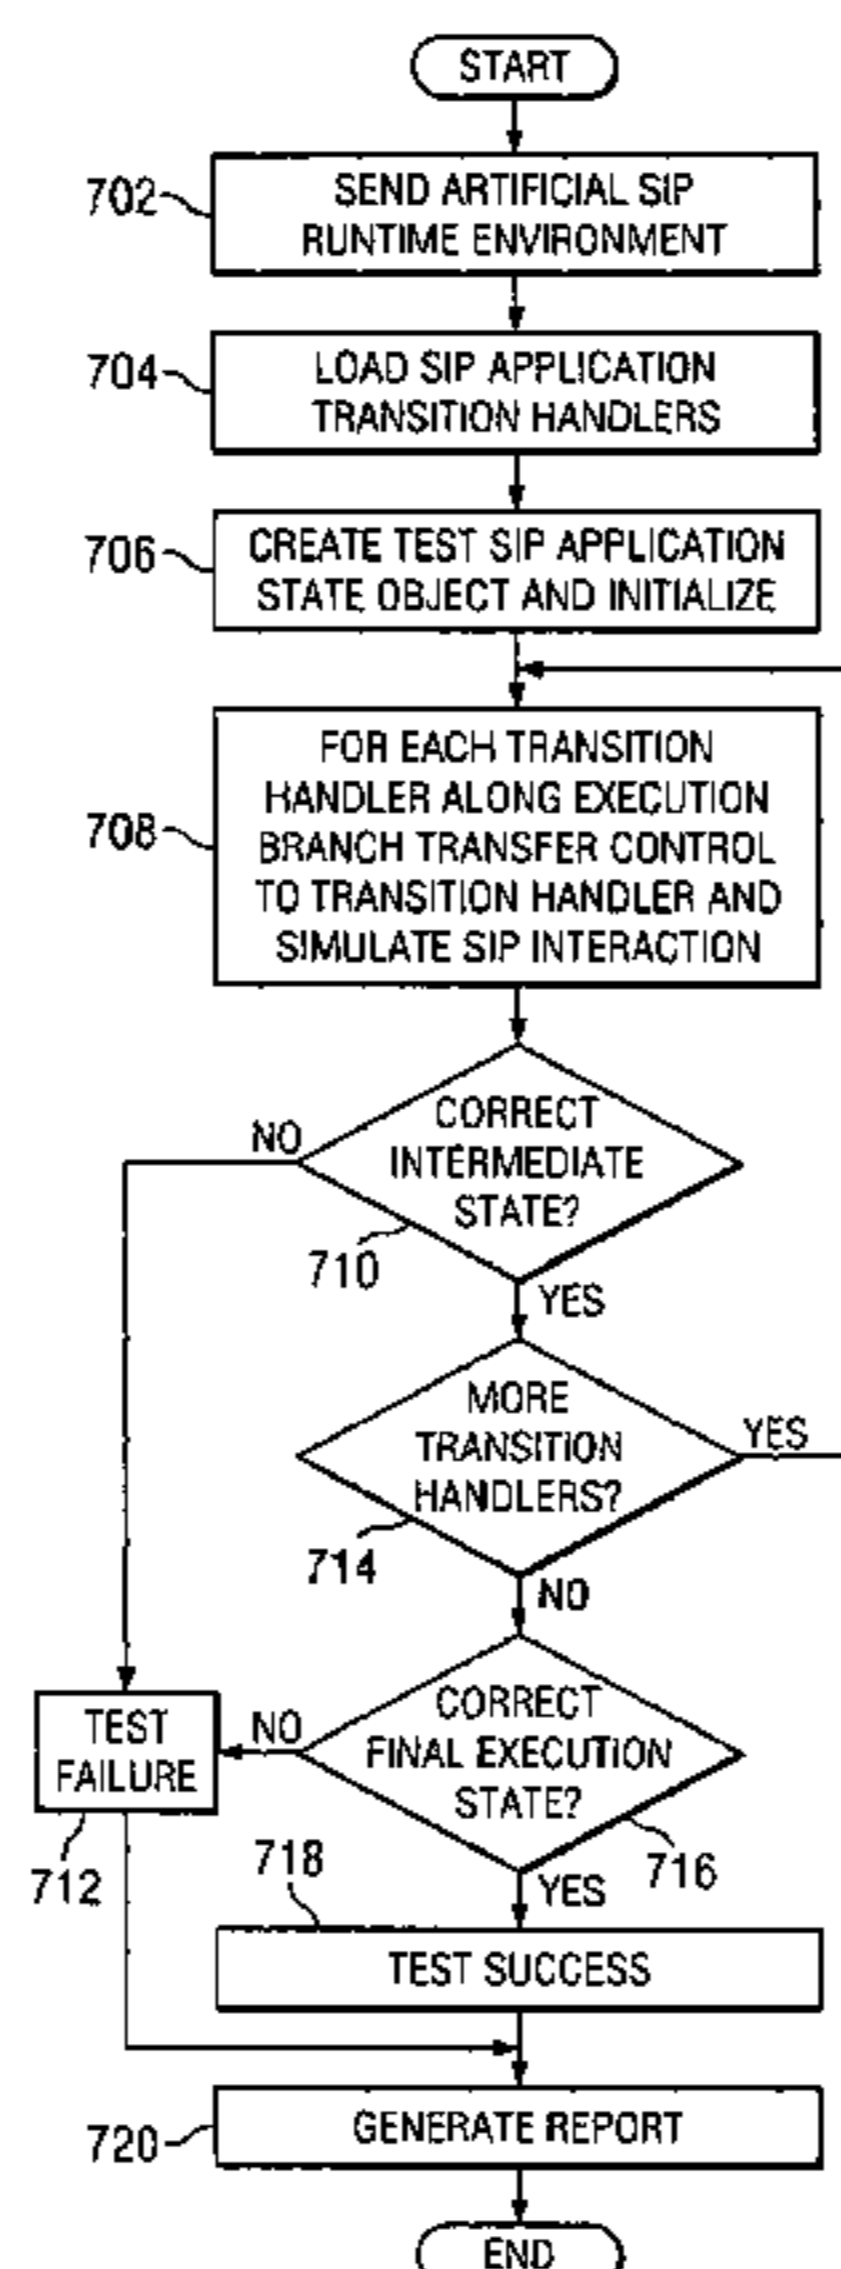 START
702
SEND ARTIFICIAL SIP
RUNTIME ENVIRONMENT
704
LOAD SIP APPLICATION
TRANSITION HANDLERS
706
CREATE TEST SIP APPLICATION
STATE OBJECT AND INITIALIZE
708
FOR EACH TRANSITION
HANDLER ALONG EXECUTION
BRANCH TRANSFER CONTROL
TO TRANSITION HANDLER AND
SIMULATE SIP INTERACTION
NO
CORRECT
INTERMEDIATE
STATE?
710
YES
MORE
TRANSITION
HANDLERS?
YES
714
NO
TEST
FAILURE
712
NO
CORRECT
FINAL EXECUTION
STATE?
716
718
YES
TEST SUCCESS
720
GENERATE REPORT
END